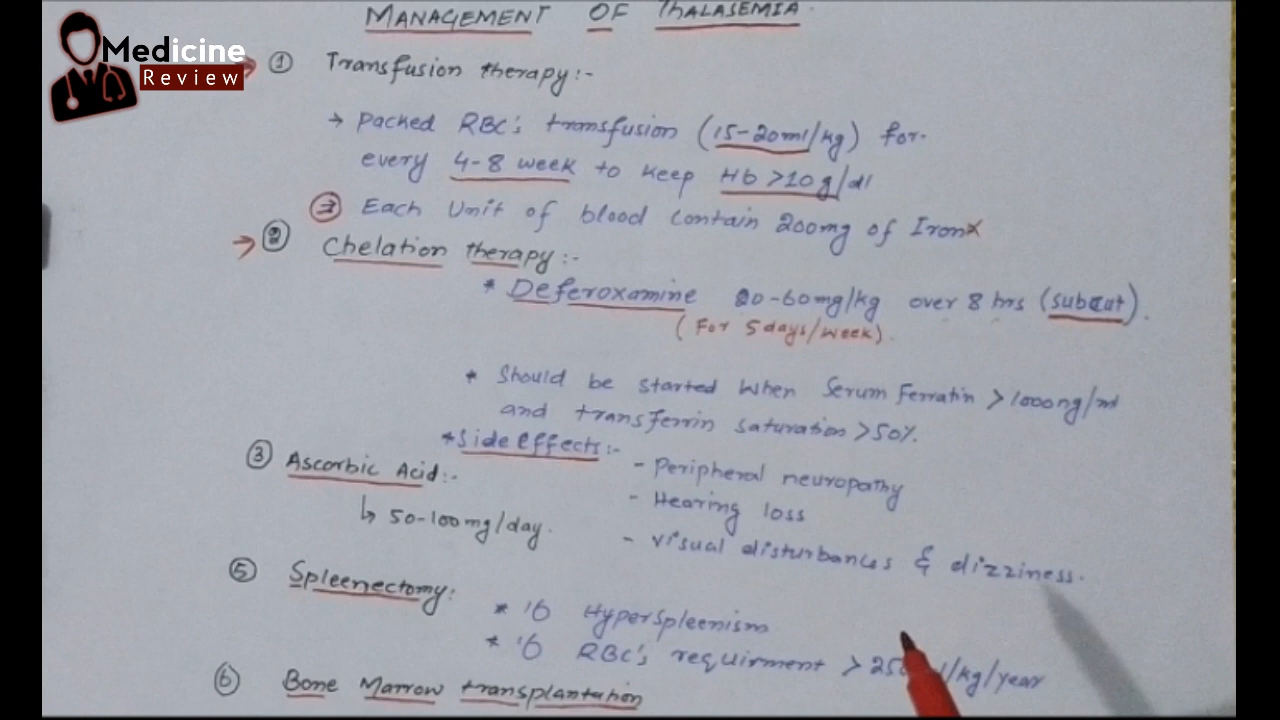 MANAGEMENT OF THALASEMIA.
Medicine
Review
① Transfusion therapy:-
→ Packed RBC's transfusion (15-20ml/kg) for
every 4-8 week to keep Hb >10g/dl
⇒ Each Unit of blood contain 200mg of Iron
→ ② Chelation therapy:-
* Deferoxamine 20-60mg/kg over 8 hrs (subcut).
(For 5days/week).
* Should be started when Serum Ferratin >1000ng/ml
and transferrin saturation >50%.
* Side effects:-
- Peripheral neuropathy
- Hearing loss
- Visual disturbances & dizziness.
③ Ascorbic Acid:-
↳ 50-100mg/day.
⑤ Spleenectomy:
* if Hyperspleenism
* if RBC's requirment > /kg/year
⑥ Bone Marrow transplantation